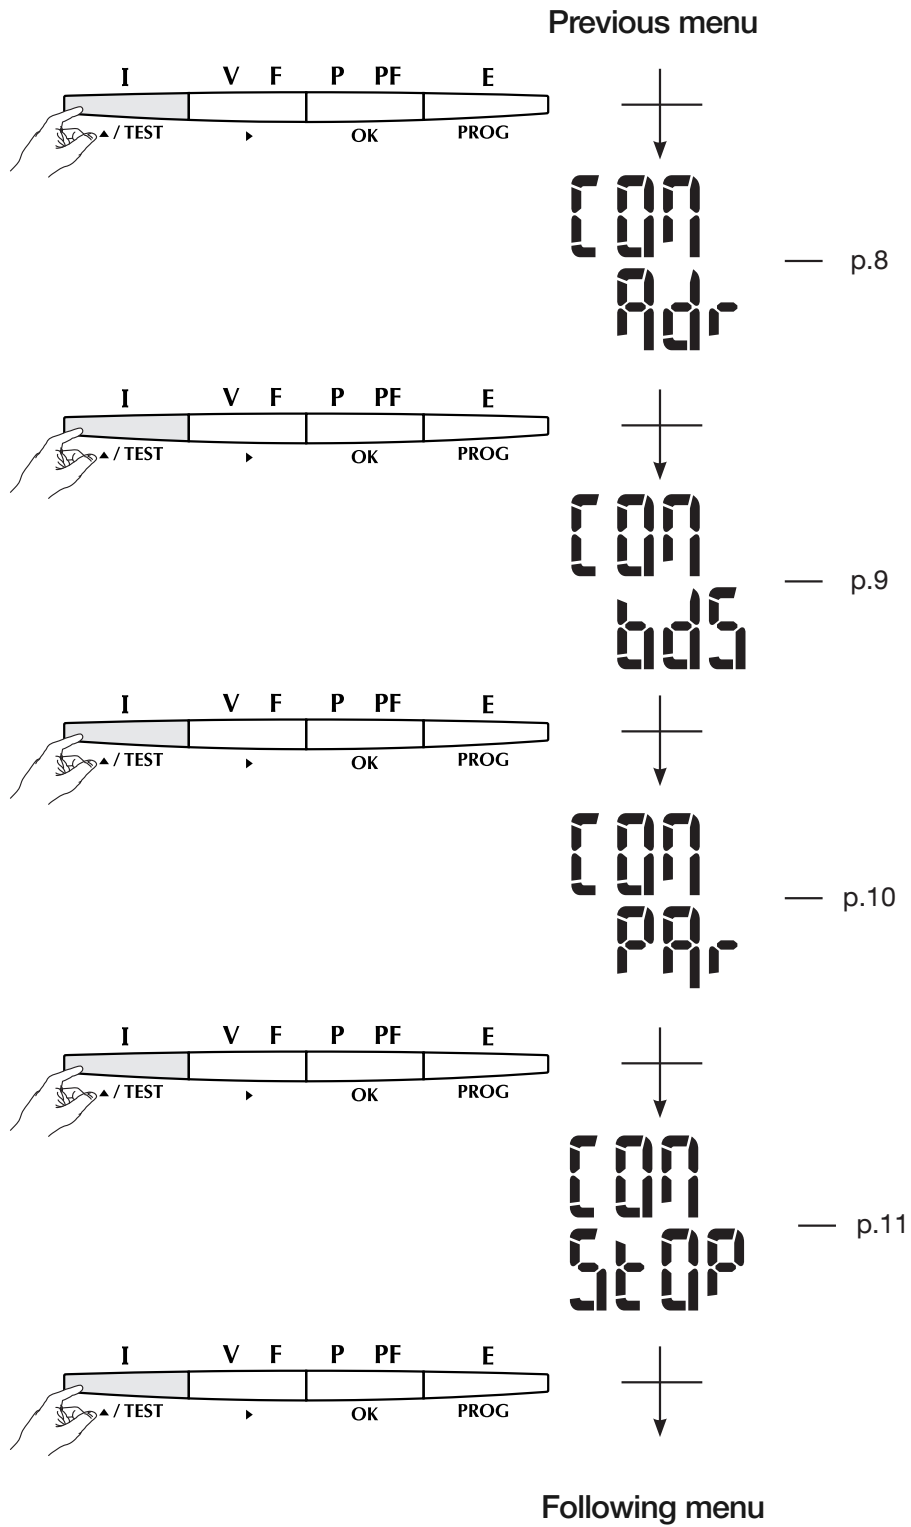 Previous menu
I V F P PF E
▲ / TEST ▶ OK PROG
COM
Adr
p.8
I V F P PF E
▲ / TEST ▶ OK PROG
COM
bdS
p.9
I V F P PF E
▲ / TEST ▶ OK PROG
COM
PAr
p.10
I V F P PF E
▲ / TEST ▶ OK PROG
COM
StOP
p.11
I V F P PF E
▲ / TEST ▶ OK PROG
Following menu